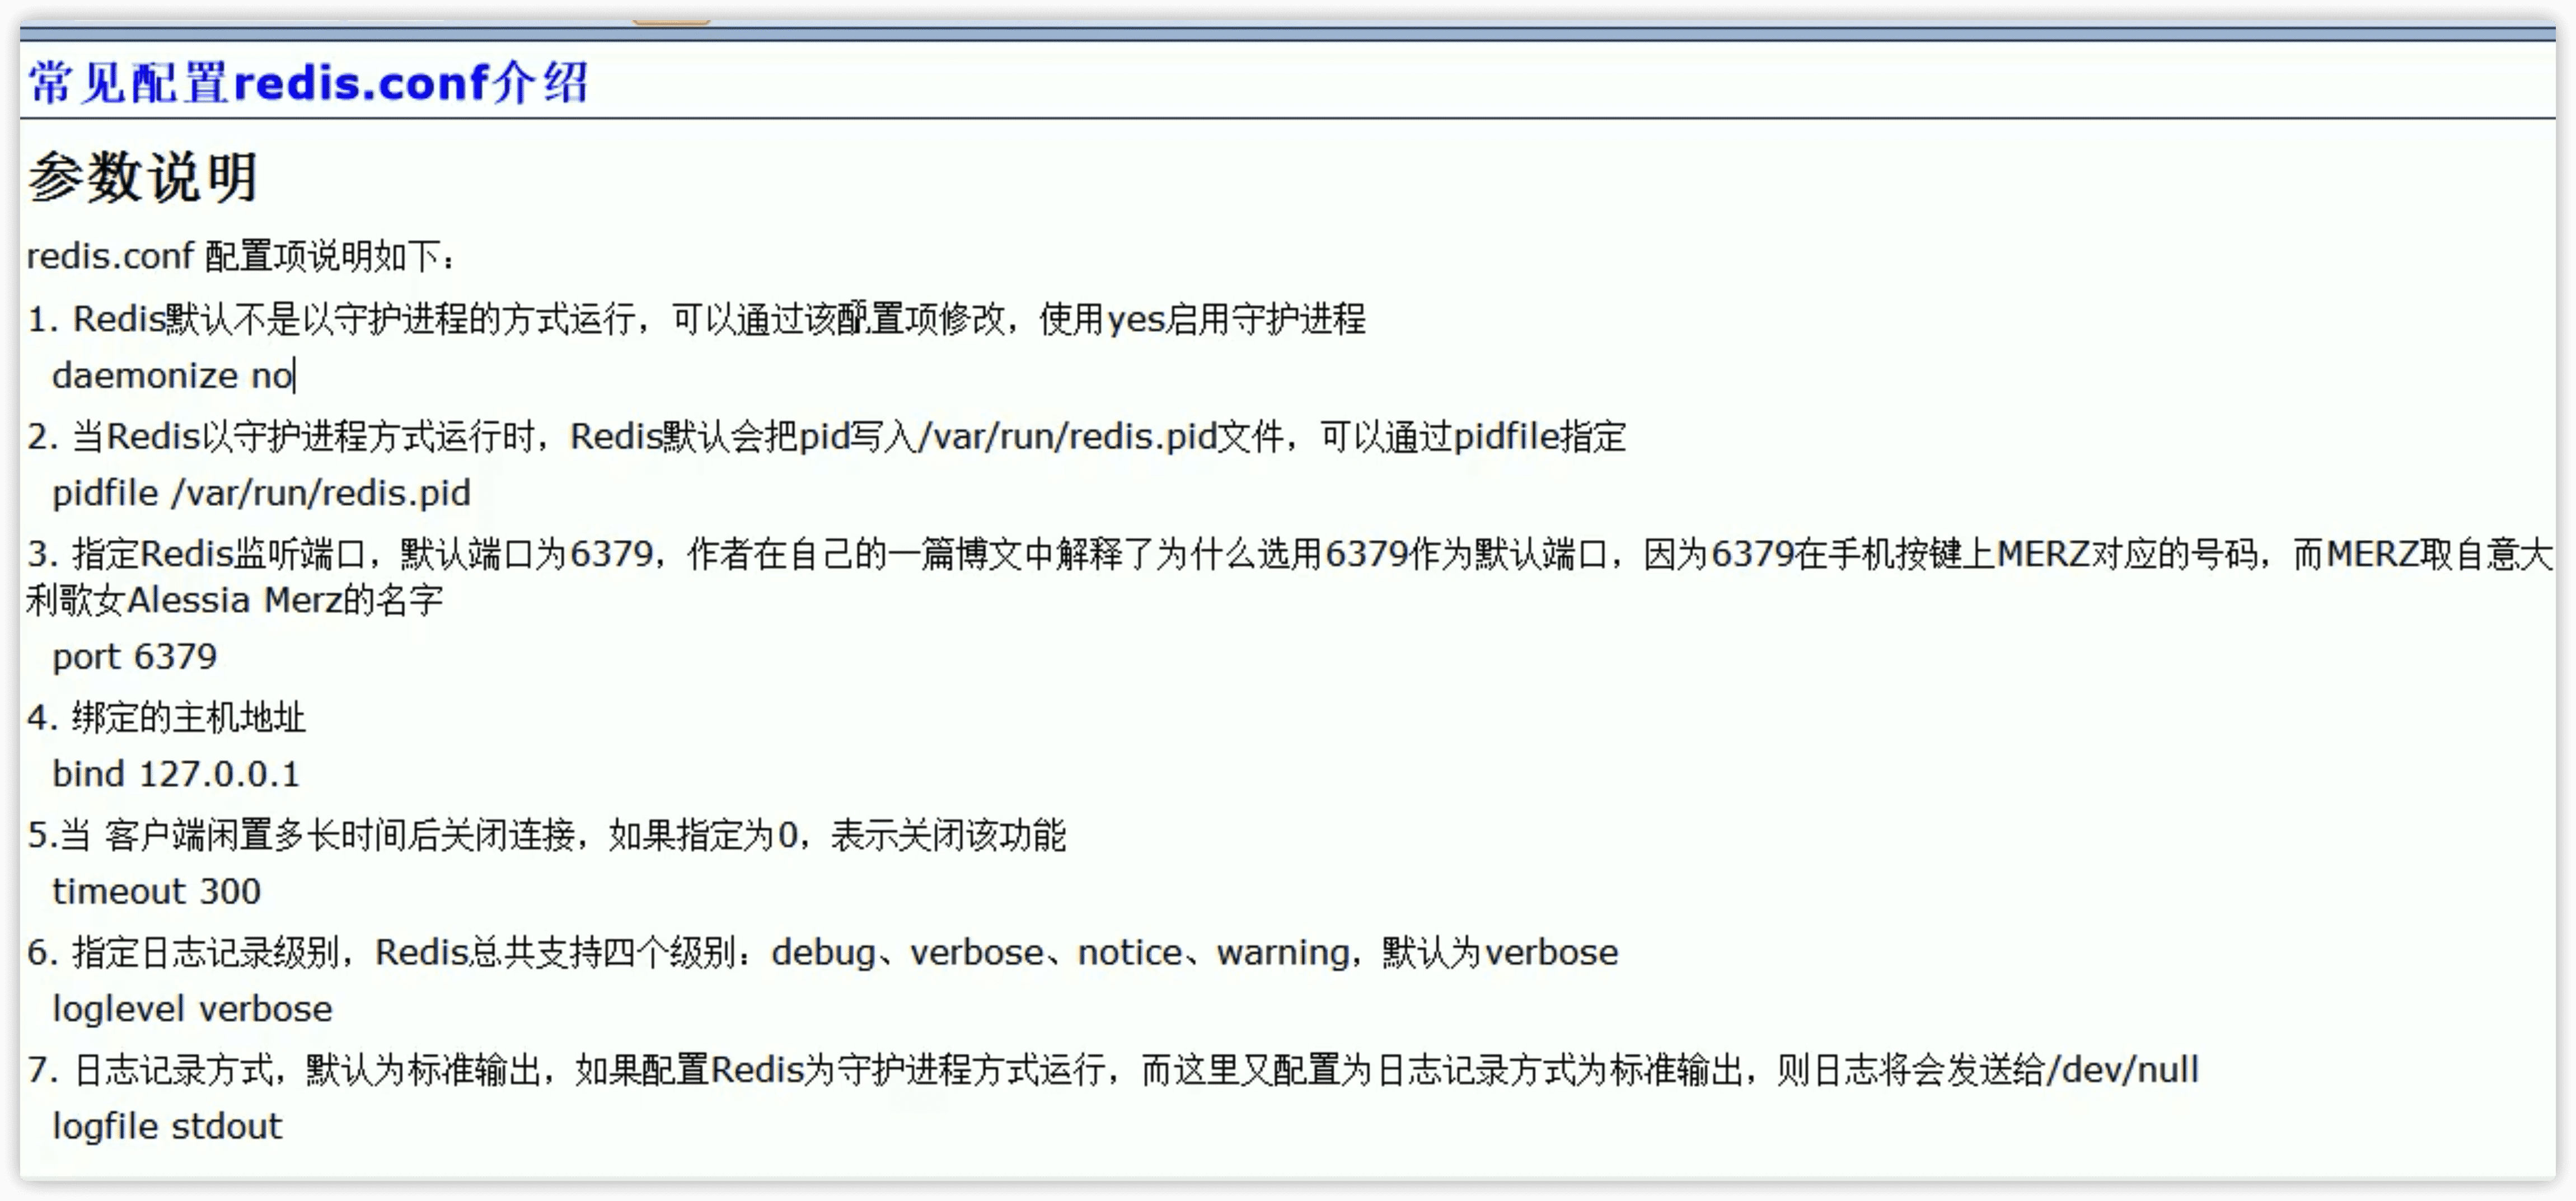 常见配置redis.conf介绍
参数说明
redis.conf 配置项说明如下：
1. Redis默认不是以守护进程的方式运行，可以通过该配置项修改，使用yes启用守护进程
daemonize no
2. 当Redis以守护进程方式运行时，Redis默认会把pid写入/var/run/redis.pid文件，可以通过pidfile指定
pidfile /var/run/redis.pid
3. 指定Redis监听端口，默认端口为6379，作者在自己的一篇博文中解释了为什么选用6379作为默认端口，因为6379在手机按键上MERZ对应的号码，而MERZ取自意大
利歌女Alessia Merz的名字
port 6379
4. 绑定的主机地址
bind 127.0.0.1
5.当 客户端闲置多长时间后关闭连接，如果指定为0，表示关闭该功能
timeout 300
6. 指定日志记录级别，Redis总共支持四个级别：debug、verbose、notice、warning，默认为verbose
loglevel verbose
7. 日志记录方式，默认为标准输出，如果配置Redis为守护进程方式运行，而这里又配置为日志记录方式为标准输出，则日志将会发送给/dev/null
logfile stdout